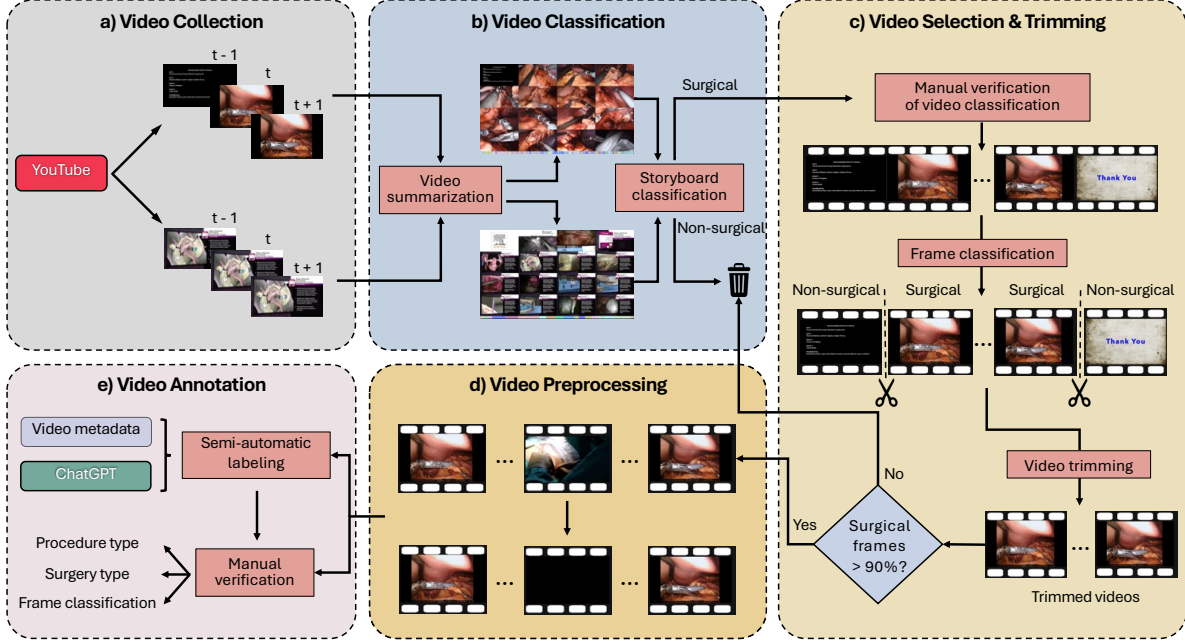 a) Video Collection
t - 1
t
t + 1
YouTube
t - 1
t
t + 1
b) Video Classification
Surgical
Video
summarization
Storyboard
classification
Non-surgical
c) Video Selection & Trimming
Manual verification
of video classification
Thank You
Frame classification
Non-surgical
Surgical
Surgical
Non-surgical
Thank You
Video trimming
No
Yes
Surgical
frames
> 90%?
Trimmed videos
d) Video Preprocessing
e) Video Annotation
Video metadata
ChatGPT
Semi-automatic
labeling
Procedure type
Surgery type
Frame classification
Manual
verification